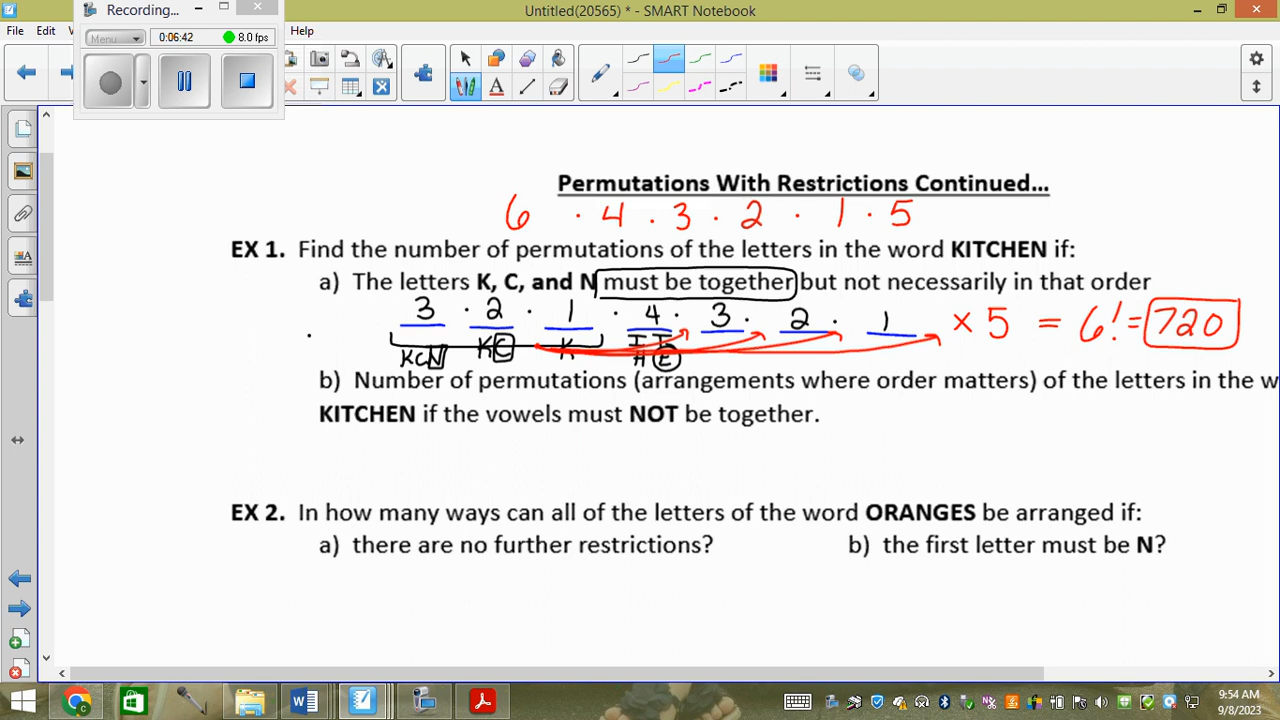 Recording...
Untitled(20565) * - SMART Notebook
Menu
0:06:42
8.0 fps
File
Help
Permutations With Restrictions Continued...
6 · 4 · 3 · 2 · 1 · 5
EX 1. Find the number of permutations of the letters in the word KITCHEN if:
a) The letters K, C, and N must be together but not necessarily in that order
3 · 2 · 1 · 4 · 3 · 2 · 1 × 5 = 6! = 720
KCN KC K I T
H E
b) Number of permutations (arrangements where order matters) of the letters in the w
KITCHEN if the vowels must NOT be together.
EX 2. In how many ways can all of the letters of the word ORANGES be arranged if:
a) there are no further restrictions? b) the first letter must be N?
9:54 AM
9/8/2023